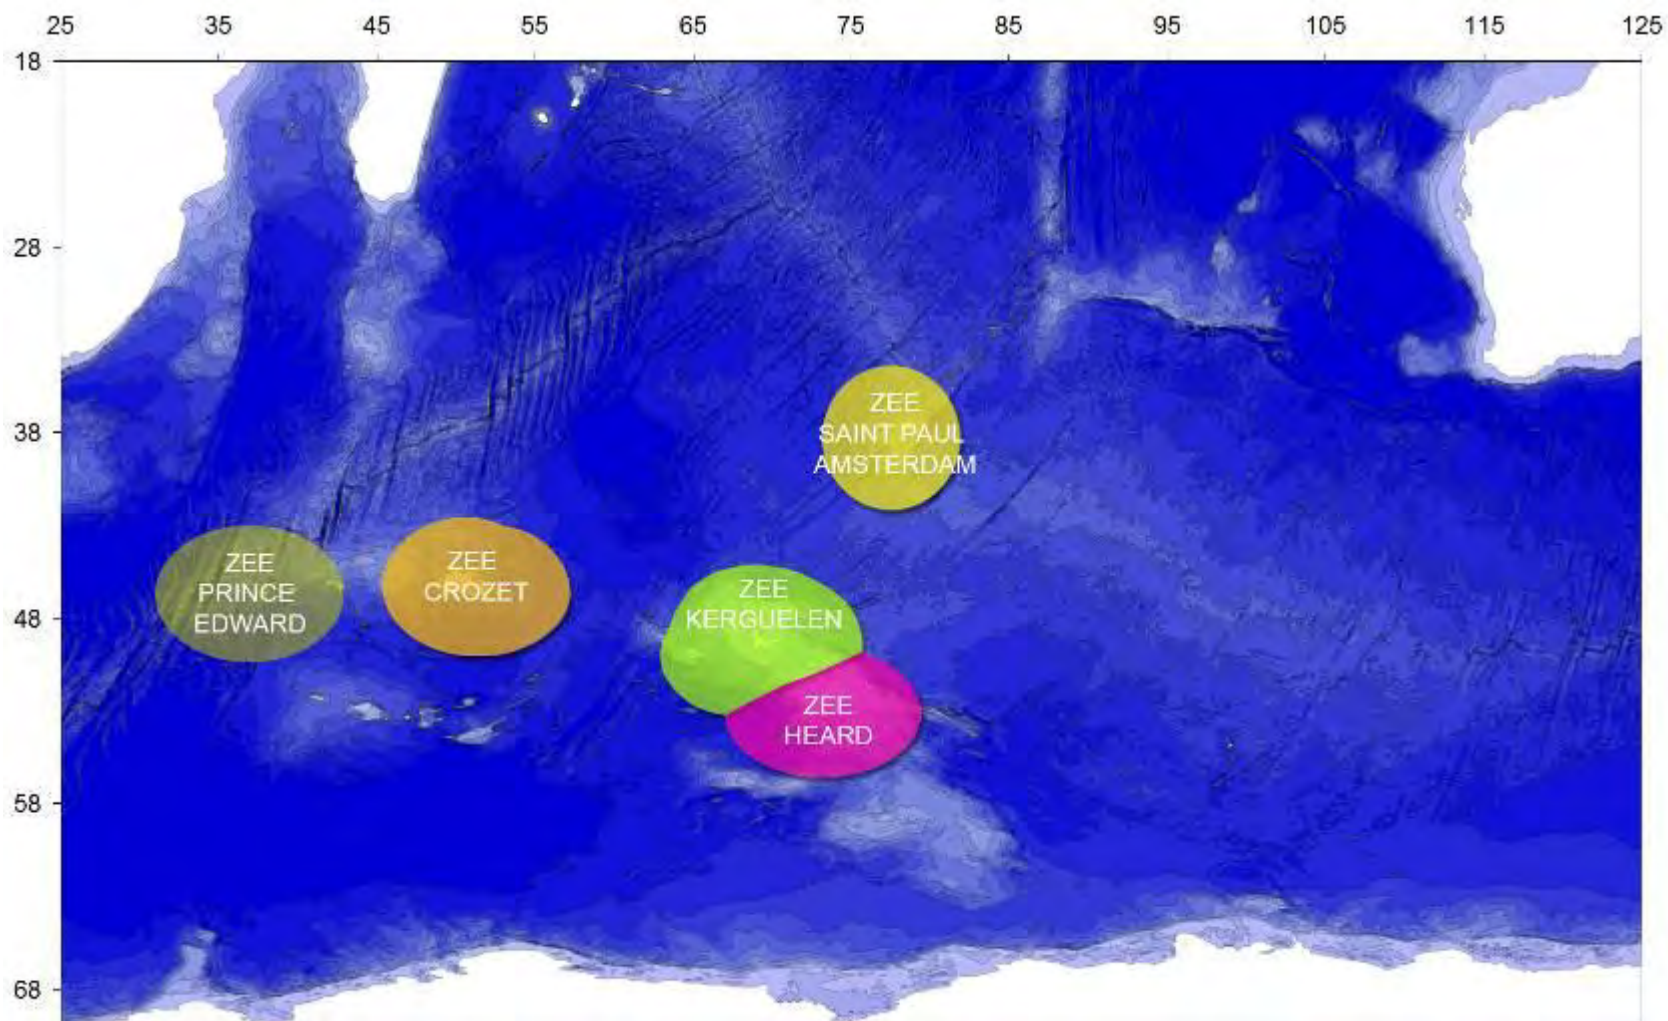 25 35 45 55 65 75 85 95 105 115 125
18
28
38
48
58
68
ZEE
SAINT PAUL
AMSTERDAM
ZEE
PRINCE
EDWARD
ZEE
CROZET
ZEE
KERGUELEN
ZEE
HEARD